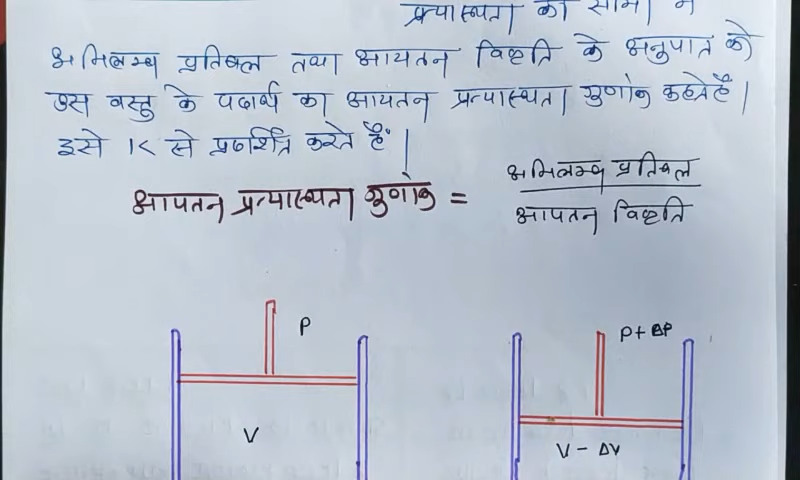 प्रत्यास्थता की सीमा में
अभिलम्ब प्रतिबल तथा आयतन विकृति के अनुपात को
उस वस्तु के पदार्थ का आयतन प्रत्यास्थता गुणांक कहते हैं |
इसे K से प्रदर्शित करते हैं |
आयतन प्रत्यास्थता गुणांक = अभिलम्ब प्रतिबल
आयतन विकृति
P
P + ΔP
V
V - ΔV